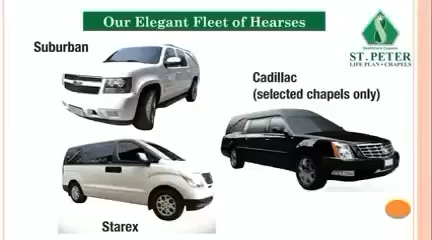 Our Elegant Fleet of Hearses
Suburban
ST. PETER
LIFE PLAN • CHAPELS
Cadillac
(selected chapels only)
Starex